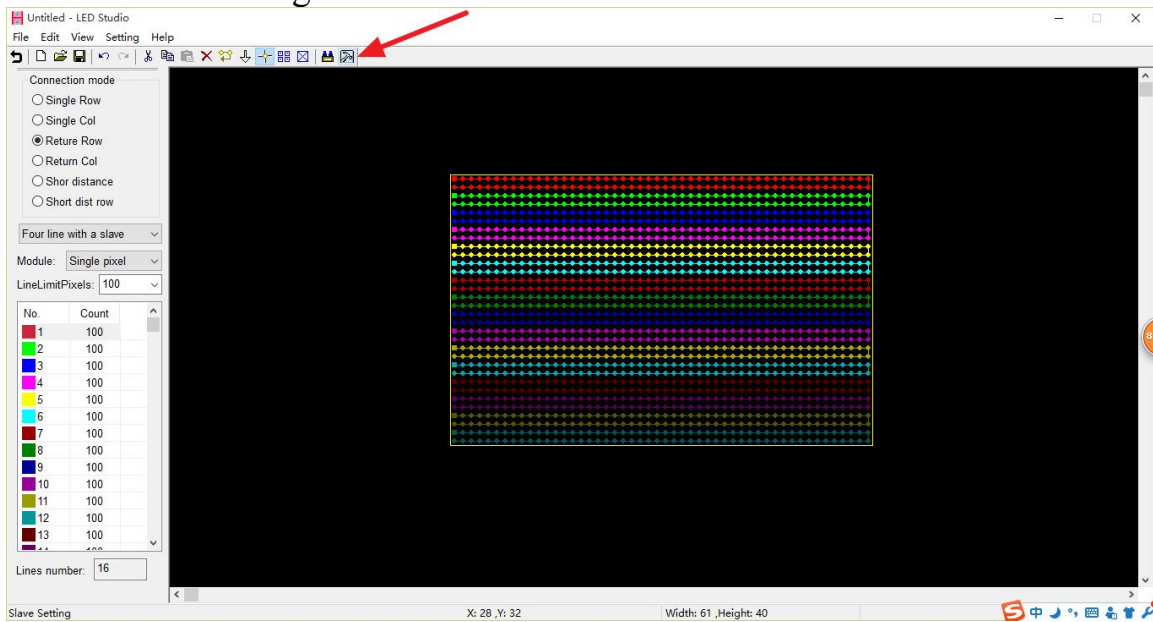 Untitled - LED Studio
File Edit View Setting Help
Connection mode
Single Row
Single Col
Reture Row
Return Col
Shor distance
Short dist row
Four line with a slave
Module: Single pixel
LineLimitPixels: 100
No. Count
1 100
2 100
3 100
4 100
5 100
6 100
7 100
8 100
9 100
10 100
11 100
12 100
13 100
Lines number: 16
Slave Setting X: 28 ,Y: 32 Width: 61 ,Height: 40
中